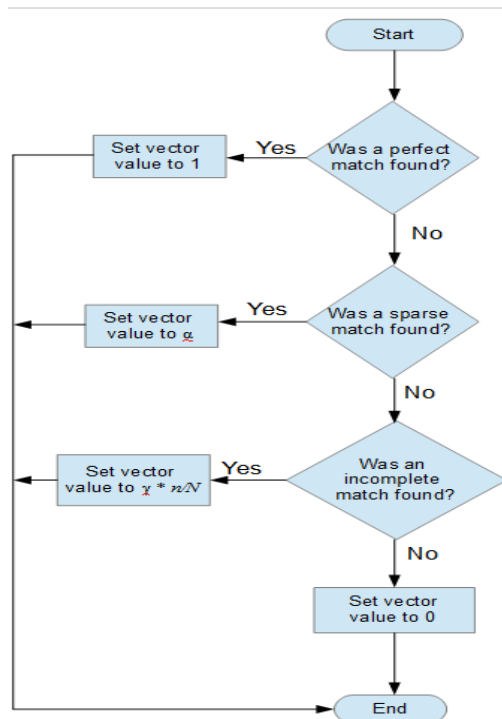 Start
Was a perfect
match found?
Yes
Set vector
value to 1
No
Was a sparse
match found?
Yes
Set vector
value to α
No
Was an
incomplete
match found?
Yes
Set vector
value to γ * n/N
No
Set vector
value to 0
End